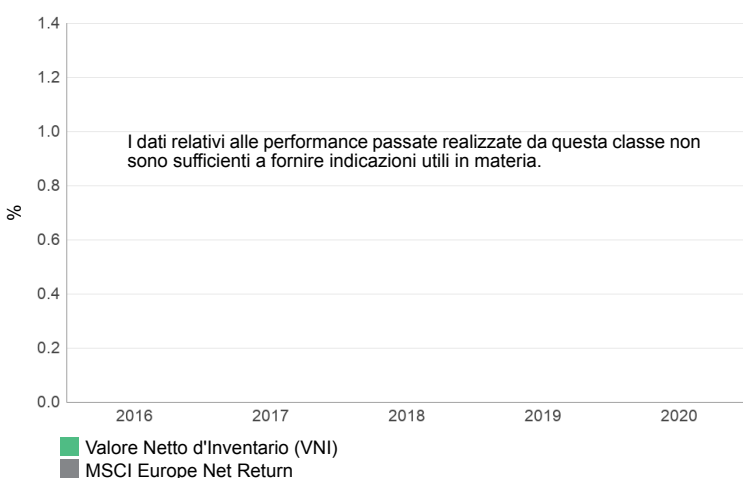 1.4
1.2
1.0
I dati relativi alle performance passate realizzate da questa classe non
sono sufficienti a fornire indicazioni utili in materia.
0.8
%
0.6
0.4
0.2
0.0
2016 2017 2018 2019 2020
Valore Netto d'Inventario (VNI)
MSCI Europe Net Return